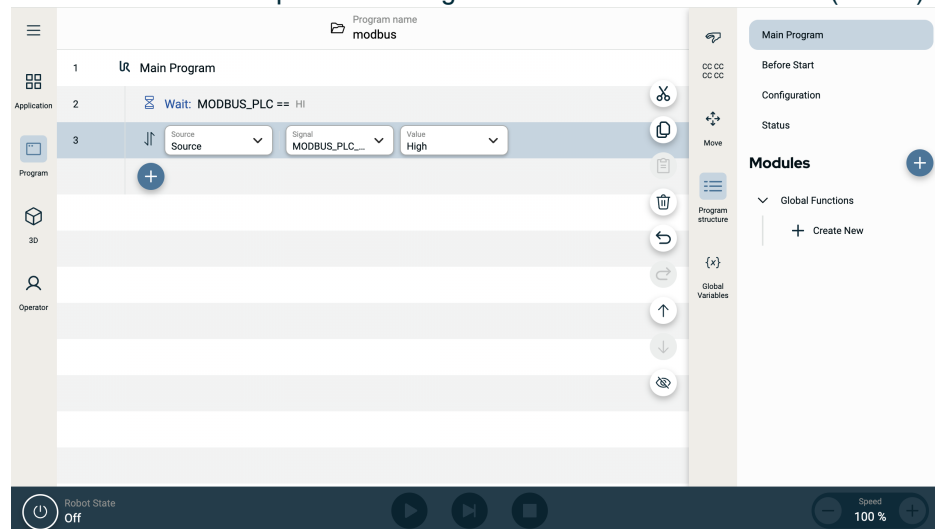 Program name
modbus
Application
Program
3D
Operator
1 Main Program
2 Wait: MODBUS_PLC == HI
3
Source
Source
Signal
MODBUS_PLC_...
Value
High
CC CC
CC CC
Move
Program
structure
{x}
Global
Variables
Main Program
Before Start
Configuration
Status
Modules
Global Functions
Create New
Robot State
Off
Speed
100 %